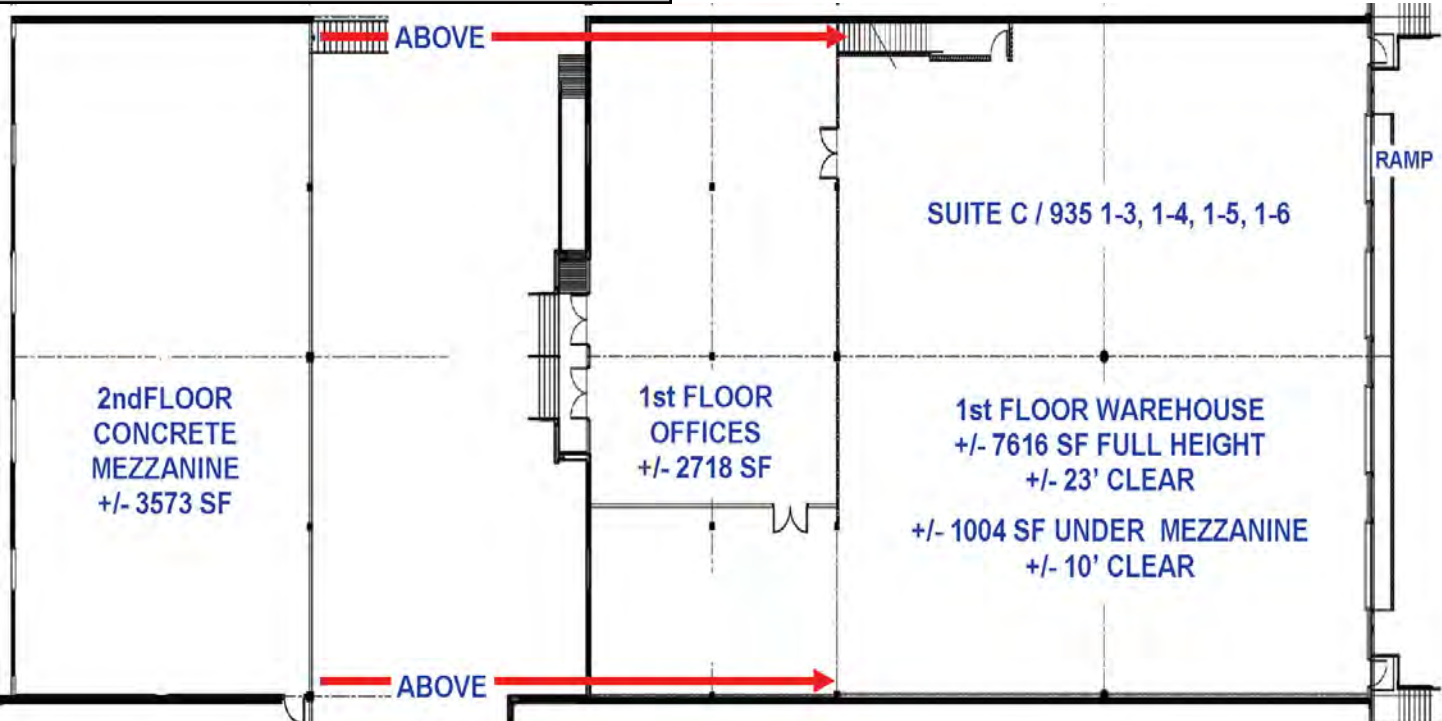 ABOVE
RAMP
SUITE C / 935 1-3, 1-4, 1-5, 1-6
2ndFLOOR
CONCRETE
MEZZANINE
+/- 3573 SF
1st FLOOR
OFFICES
+/- 2718 SF
1st FLOOR WAREHOUSE
+/- 7616 SF FULL HEIGHT
+/- 23' CLEAR
+/- 1004 SF UNDER MEZZANINE
+/- 10' CLEAR
ABOVE